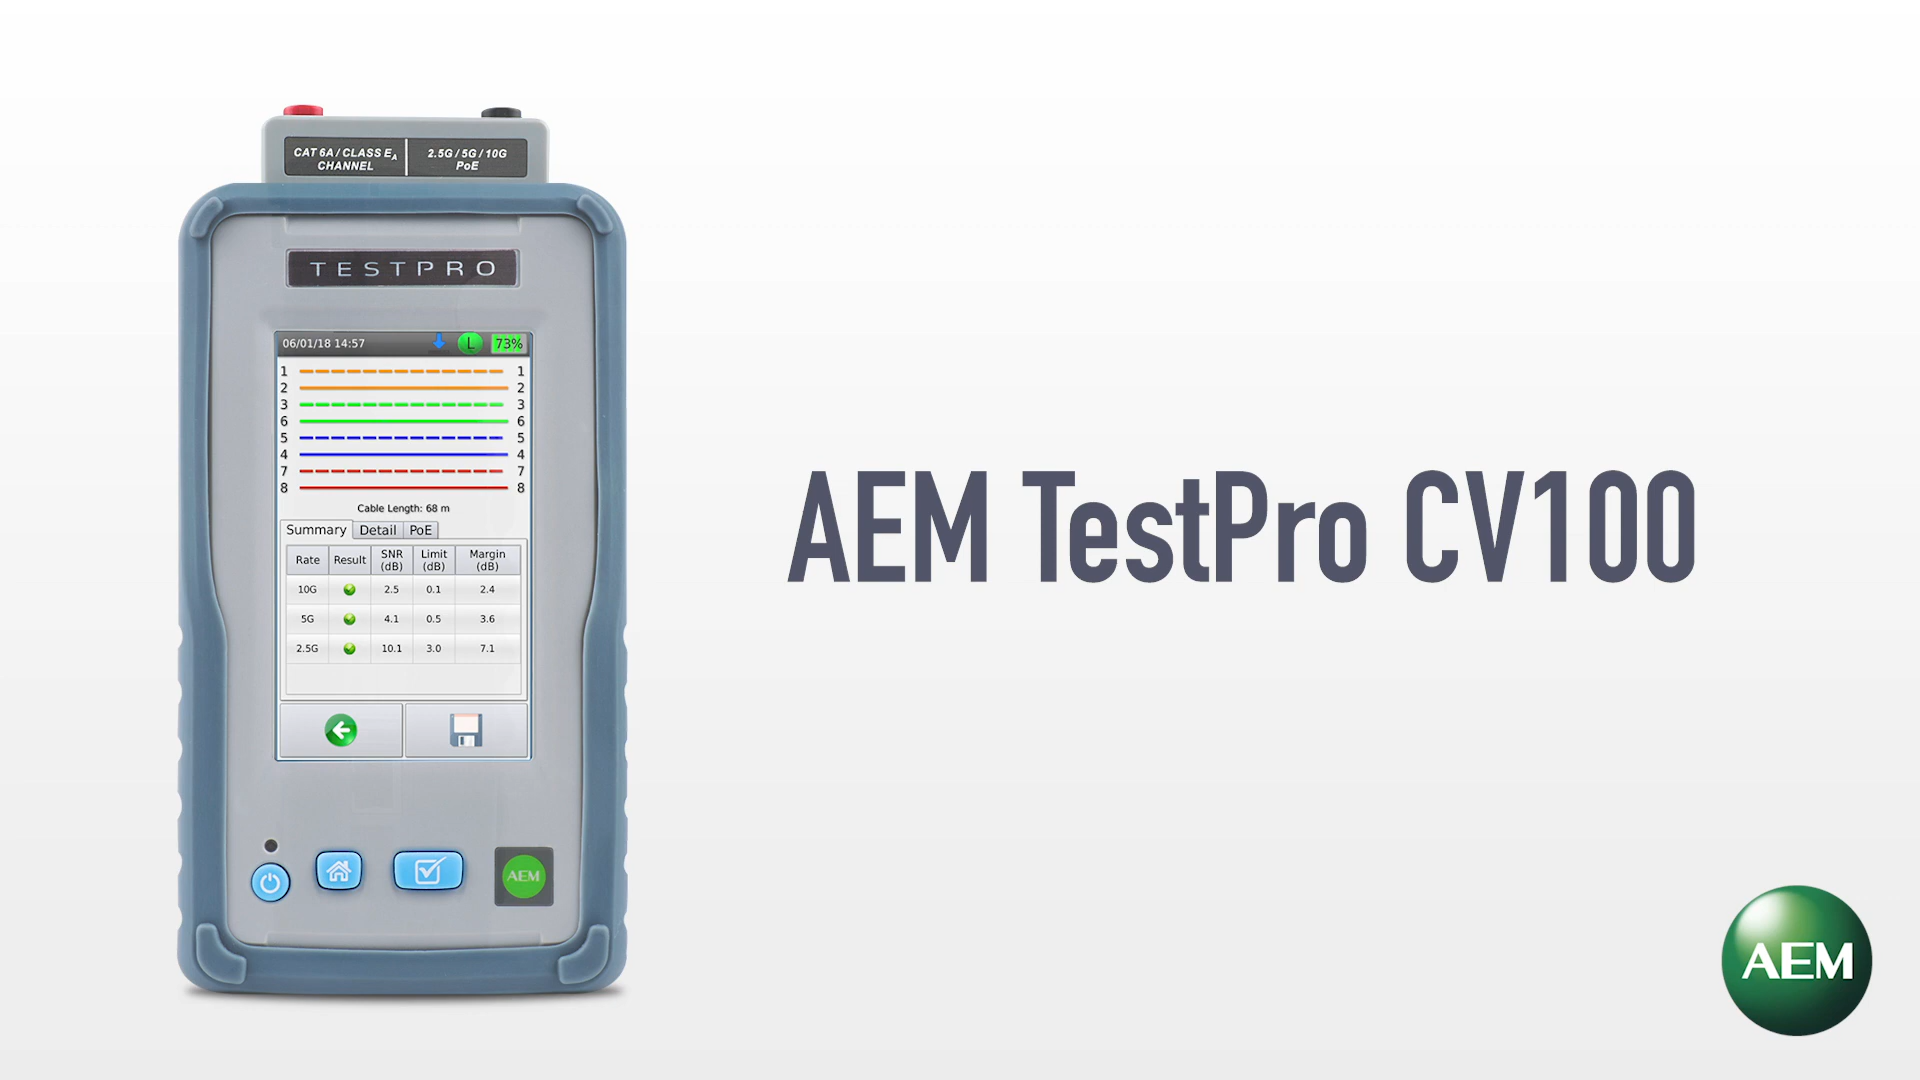 CAT 6A / CLASS EA
CHANNEL
2.5G / 5G / 10G
PoE
TESTPRO
06/01/18 14:57
L
73%
1 1
2 2
3 3
6 6
5 5
4 4
7 7
8 8
Cable Length: 68 m
Summary Detail PoE
Rate Result SNR (dB) Limit (dB) Margin (dB)
10G 2.5 0.1 2.4
5G 4.1 0.5 3.6
2.5G 10.1 3.0 7.1
AEM
AEM TestPro CV100
AEM